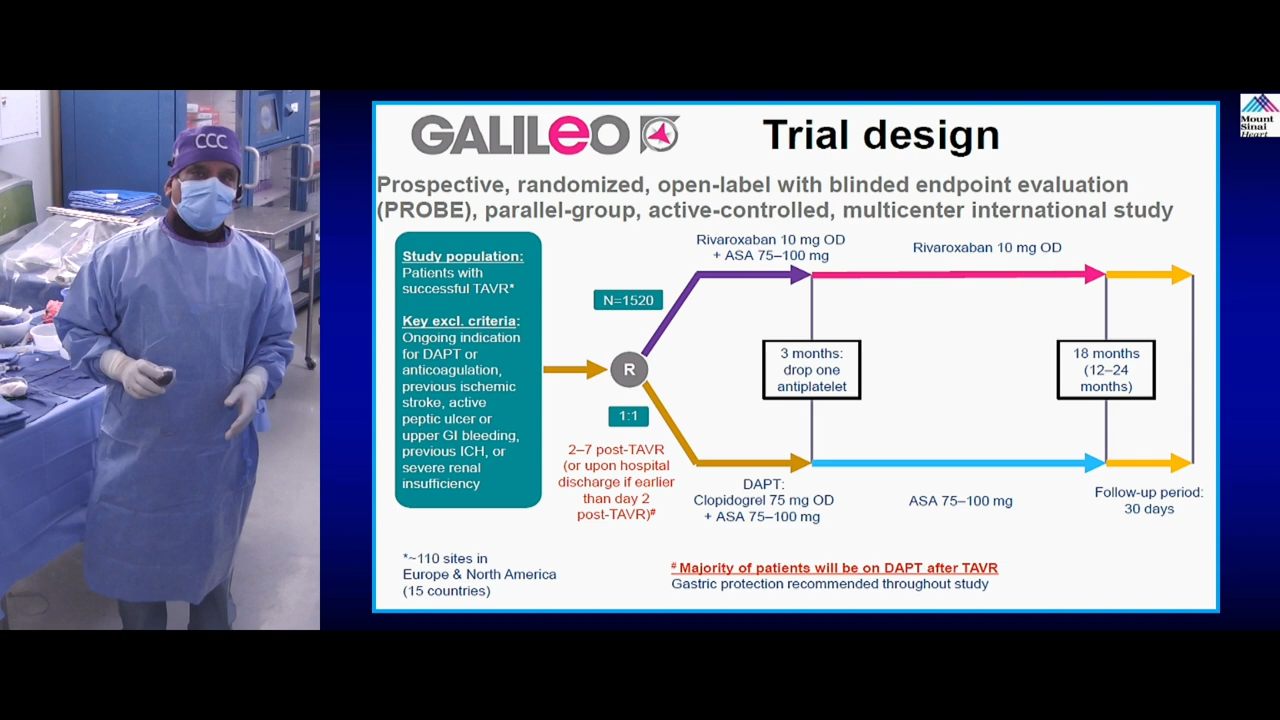 CCC
GALILEO
Trial design
Mount
Sinai
Heart
Prospective, randomized, open-label with blinded endpoint evaluation
(PROBE), parallel-group, active-controlled, multicenter international study
Study population:
Patients with
successful TAVR*
Key excl. criteria:
Ongoing indication
for DAPT or
anticoagulation,
previous ischemic
stroke, active
peptic ulcer or
upper GI bleeding,
previous ICH, or
severe renal
insufficiency
N=1520
R
1:1
2–7 post-TAVR
(or upon hospital
discharge if earlier
than day 2
post-TAVR)#
Rivaroxaban 10 mg OD
+ ASA 75–100 mg
Rivaroxaban 10 mg OD
3 months:
drop one
antiplatelet
18 months
(12–24
months)
DAPT:
Clopidogrel 75 mg OD
+ ASA 75–100 mg
ASA 75–100 mg
Follow-up period:
30 days
*~110 sites in
Europe & North America
(15 countries)
# Majority of patients will be on DAPT after TAVR
Gastric protection recommended throughout study